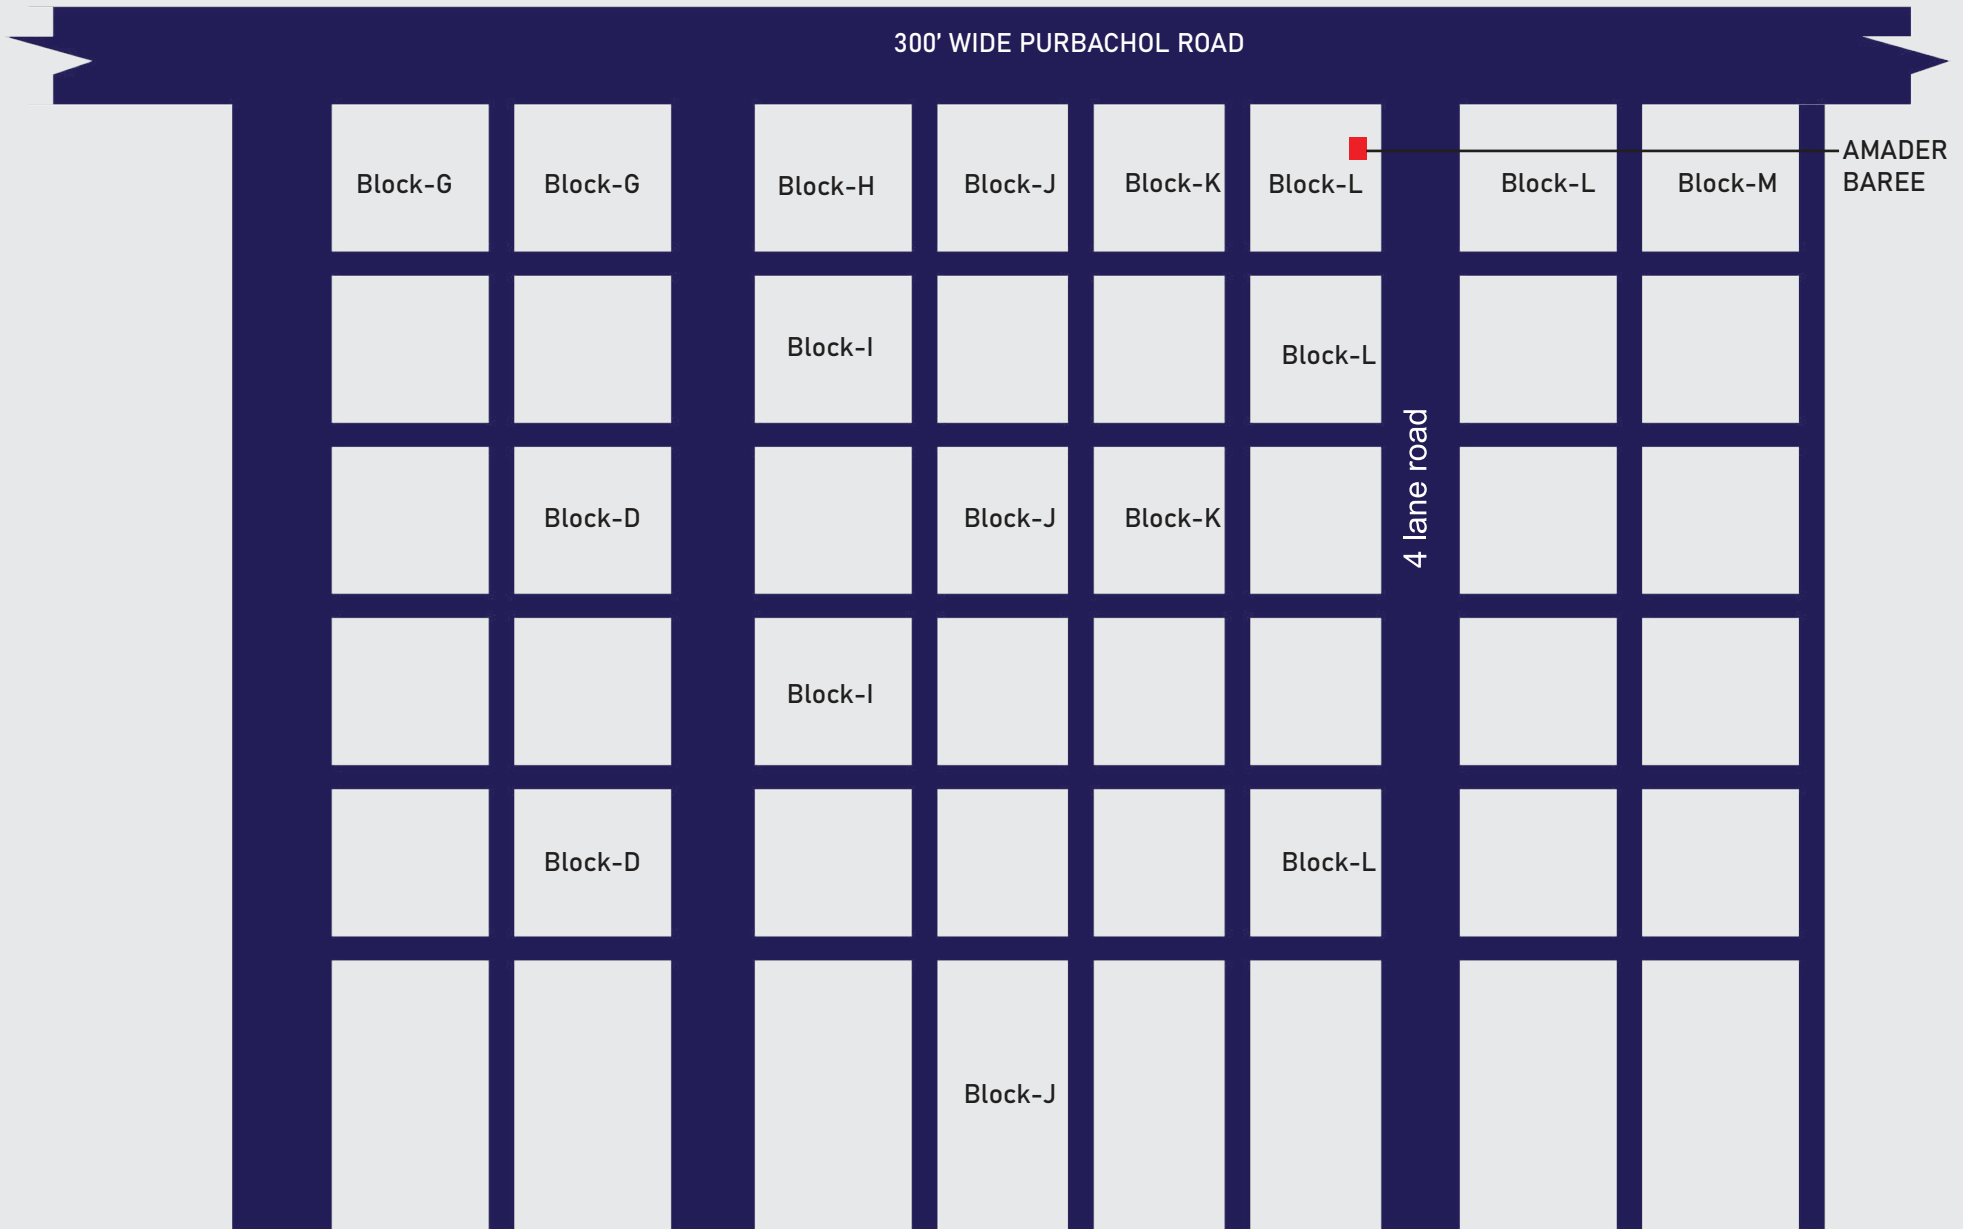 300’ WIDE PURBACHOL ROAD
AMADER
BAREE
Block-G
Block-G
Block-H
Block-J
Block-K
Block-L
Block-L
Block-M
Block-I
Block-L
4 lane road
Block-D
Block-J
Block-K
Block-I
Block-D
Block-L
Block-J